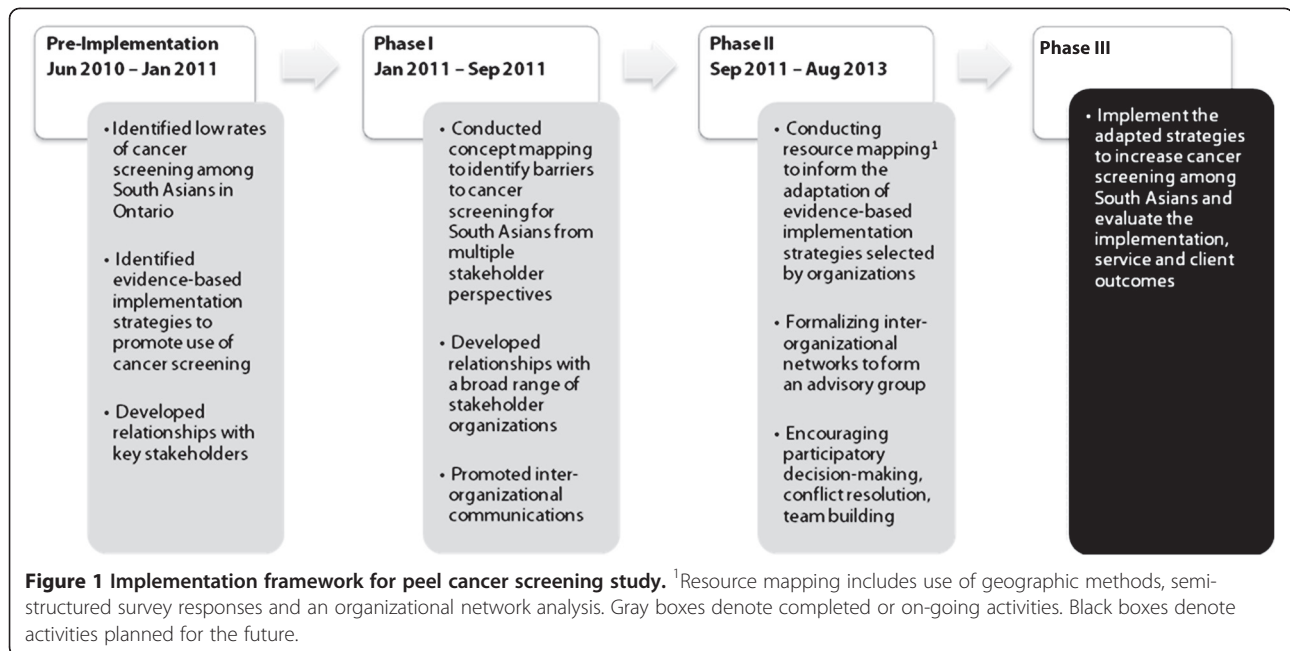 Pre-Implementation
Jun 2010 – Jan 2011
•Identified low rates
of cancer
screening among
South Asians in
Ontario
• Identified
evidence-based
implementation
strategies to
promote use of
cancer screening
• Developed
relationships with
key stakeholders
Phase I
Jan 2011 – Sep 2011
• Conducted
concept mapping
to identify barriers
to cancer
screening for
South Asians from
multiple
stakeholder
perspectives
• Developed
relationships with
a broad range of
stakeholder
organizations
• Promoted inter-
organizational
communications
Phase II
Sep 2011 – Aug 2013
• Conducting
resource mapping¹
to inform the
adaptation of
evidence-based
implementation
strategies selected
by organizations
• Formalizing inter-
organizational
networks to form
an advisory group
• Encouraging
participatory
decision-making,
conflict resolution,
team building
Phase III
• Implement the
adapted strategies
to increase cancer
screening among
South Asians and
evaluate the
implementation,
service and client
outcomes
Figure 1 Implementation framework for peel cancer screening study. ¹Resource mapping includes use of geographic methods, semi-
structured survey responses and an organizational network analysis. Gray boxes denote completed or on-going activities. Black boxes denote
activities planned for the future.